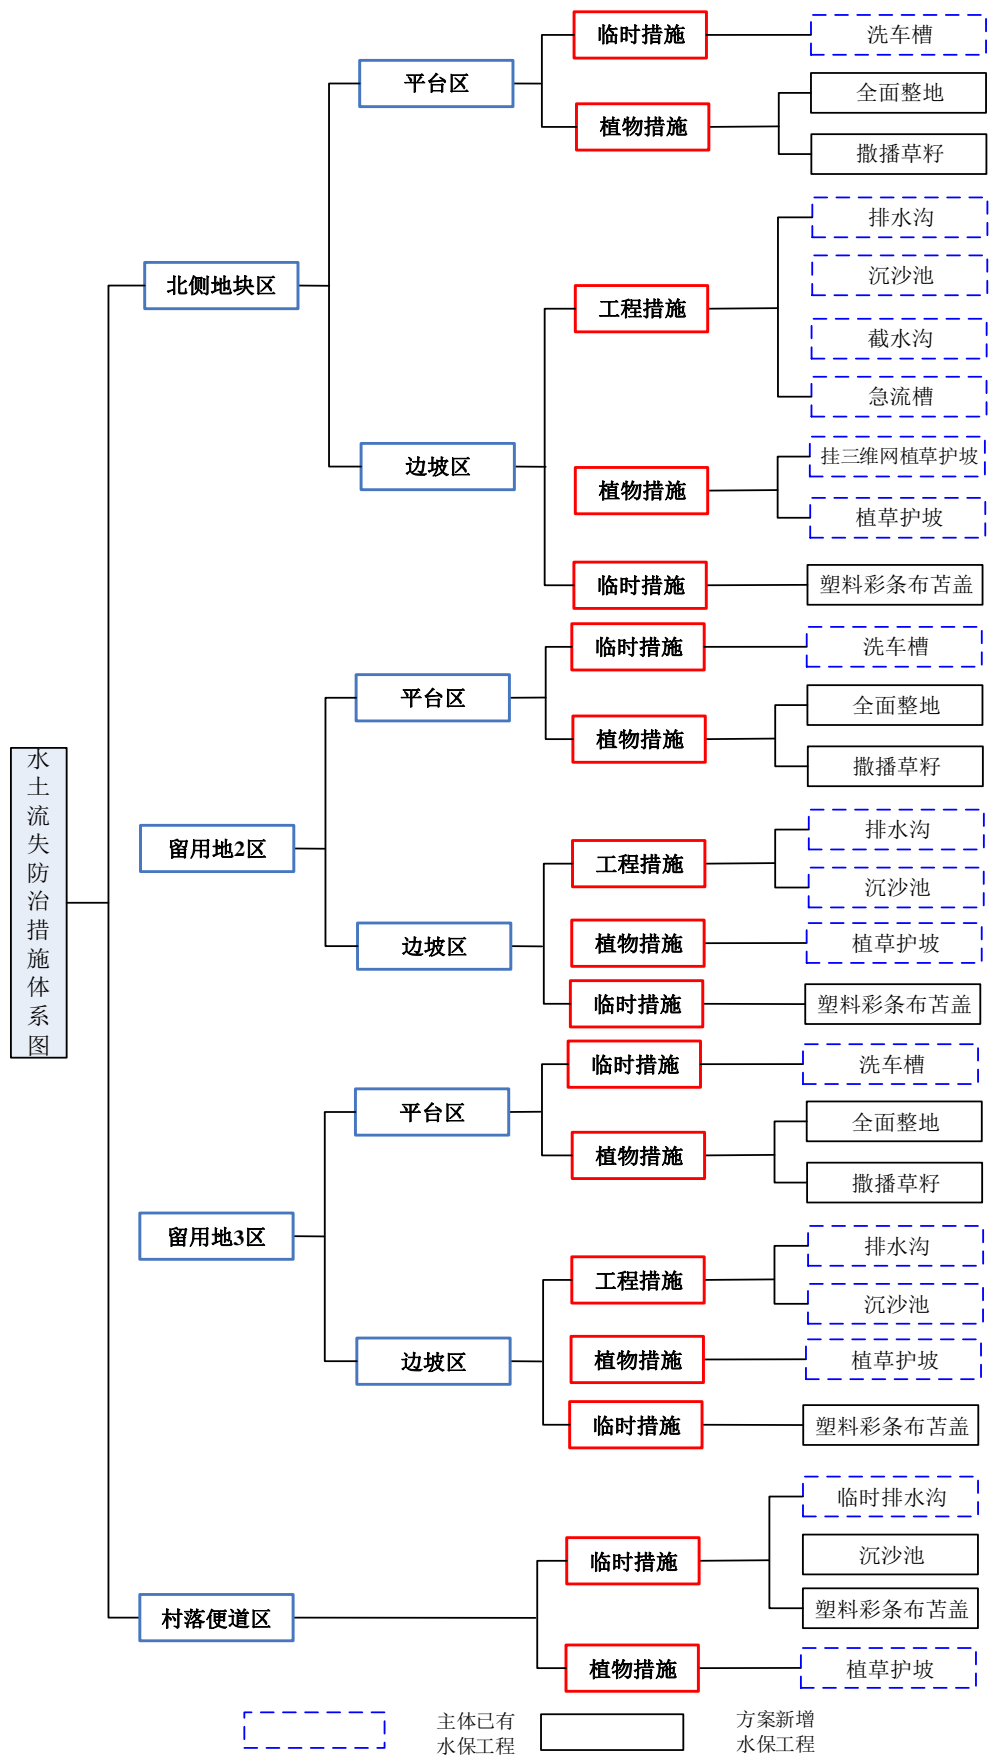 水土流失防治措施体系图
北侧地块区
平台区
临时措施
洗车槽
植物措施
全面整地
撒播草籽
边坡区
工程措施
排水沟
沉沙池
截水沟
急流槽
植物措施
挂三维网植草护坡
植草护坡
临时措施
塑料彩条布苫盖
留用地2区
平台区
临时措施
洗车槽
植物措施
全面整地
撒播草籽
边坡区
工程措施
排水沟
沉沙池
植物措施
植草护坡
临时措施
塑料彩条布苫盖
留用地3区
平台区
临时措施
洗车槽
植物措施
全面整地
撒播草籽
边坡区
工程措施
排水沟
沉沙池
植物措施
植草护坡
临时措施
塑料彩条布苫盖
村落便道区
临时措施
临时排水沟
沉沙池
塑料彩条布苫盖
植物措施
植草护坡
主体已有
水保工程
方案新增
水保工程